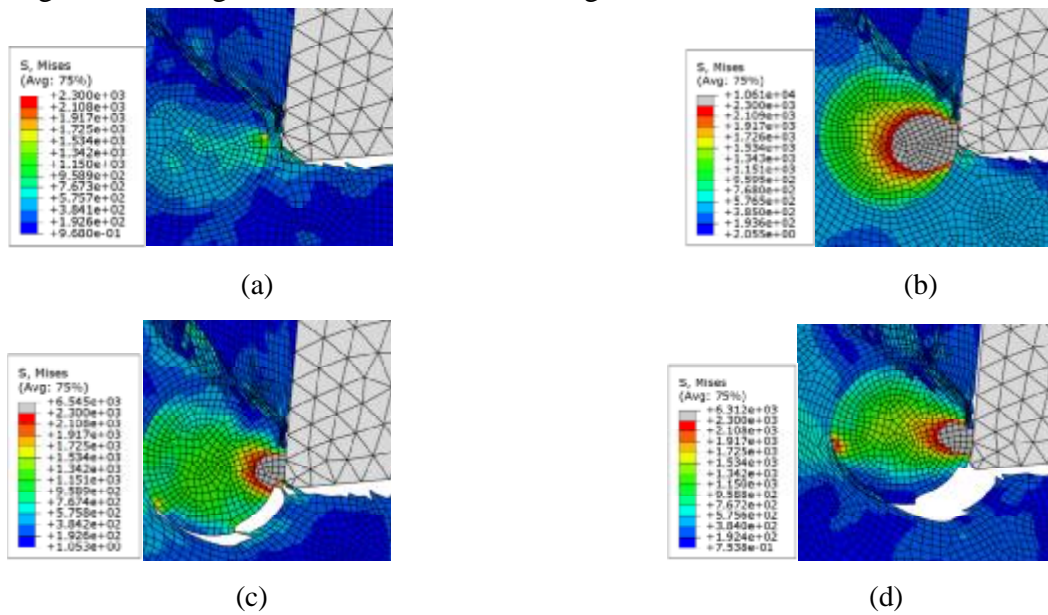 S, Mises
(Avg: 75%)
+2.300e+03
+2.108e+03
+1.917e+03
+1.725e+03
+1.534e+03
+1.342e+03
+1.150e+03
+9.589e+02
+7.673e+02
+5.757e+02
+3.841e+02
+1.926e+02
+9.680e-01
(a)
S, Mises
(Avg: 75%)
+1.061e+04
+2.300e+03
+2.109e+03
+1.917e+03
+1.726e+03
+1.534e+03
+1.343e+03
+1.151e+03
+9.595e+02
+7.680e+02
+5.765e+02
+3.850e+02
+1.936e+02
+2.055e+00
(b)
S, Mises
(Avg: 75%)
+6.545e+03
+2.300e+03
+2.108e+03
+1.917e+03
+1.725e+03
+1.534e+03
+1.342e+03
+1.151e+03
+9.589e+02
+7.674e+02
+5.758e+02
+3.842e+02
+1.926e+02
+1.053e+00
(c)
S, Mises
(Avg: 75%)
+6.312e+03
+2.300e+03
+2.108e+03
+1.917e+03
+1.725e+03
+1.534e+03
+1.342e+03
+1.150e+03
+9.588e+02
+7.672e+02
+5.756e+02
+3.840e+02
+1.924e+02
+7.538e-01
(d)